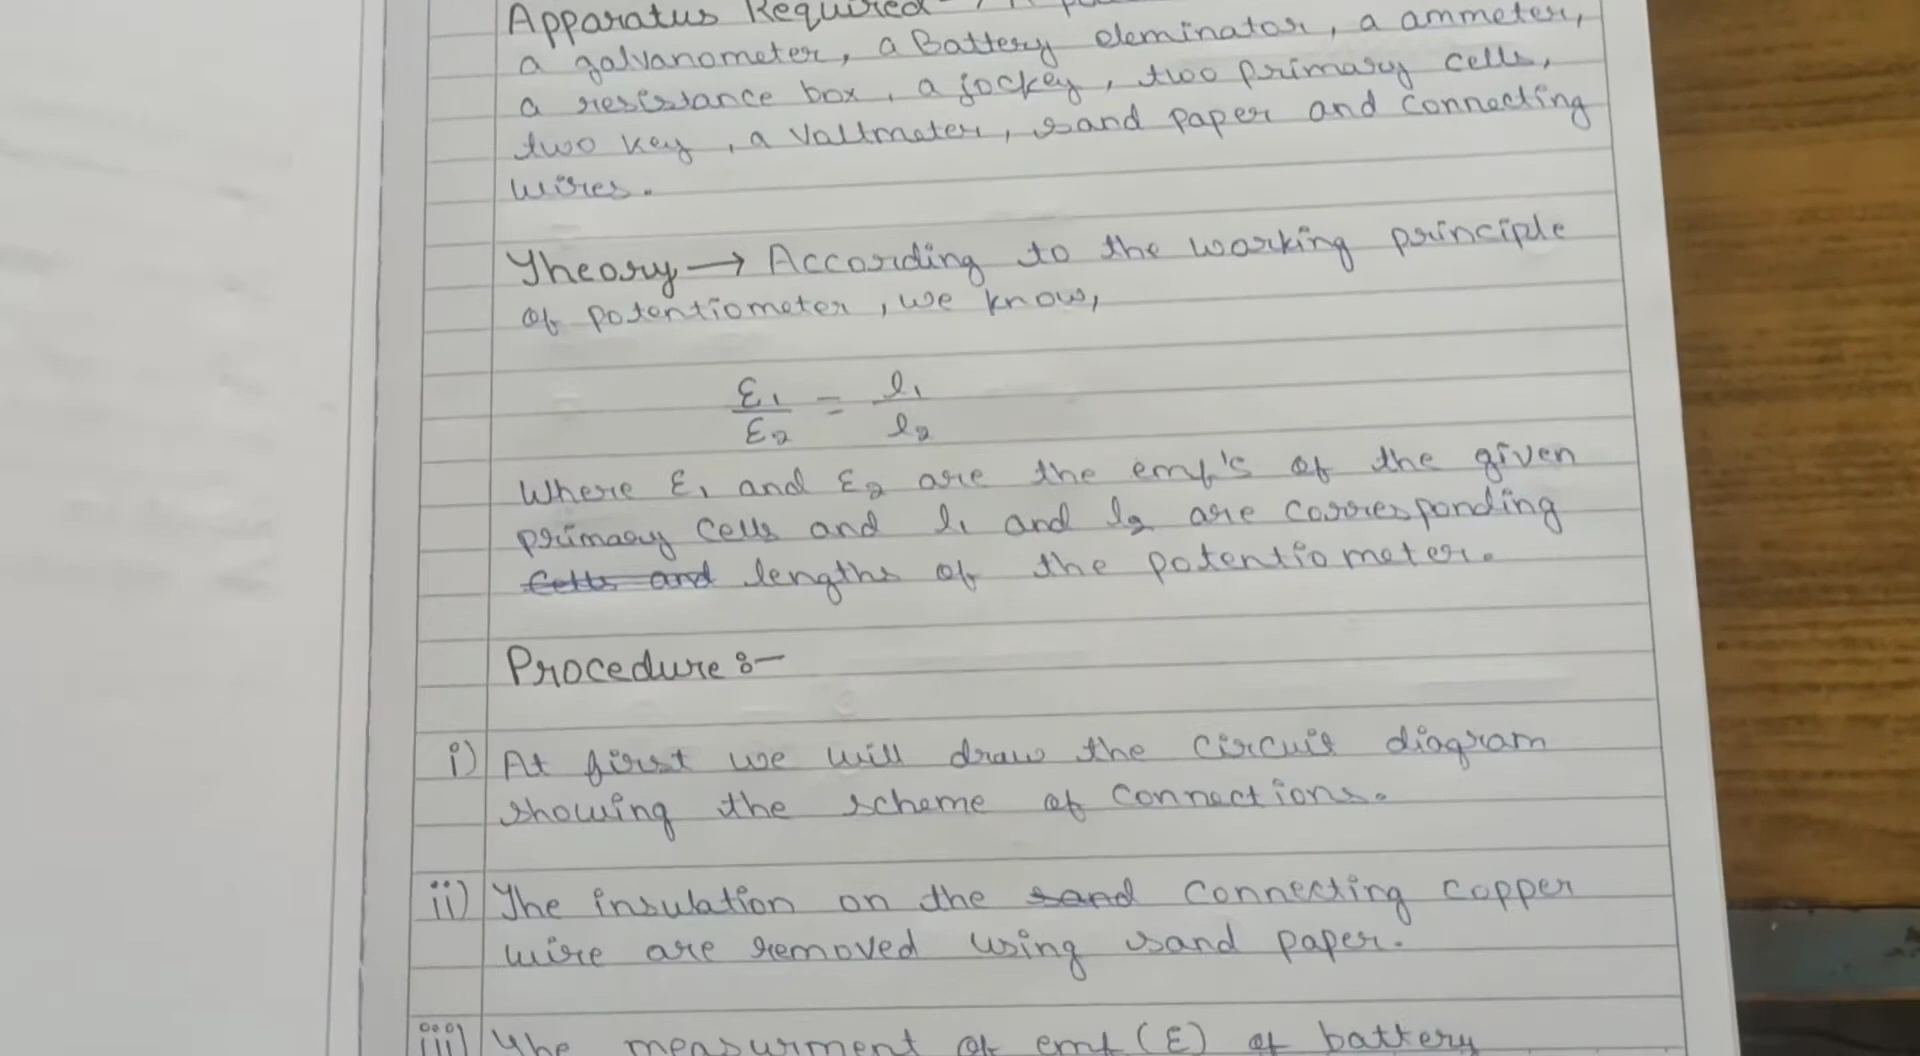 Apparatus Required
a galvanometer, a Battery eleminator, a ammeter,
a resistance box, a jockey, two primary cells,
two key, a Valtmeter, sand paper and connecting
wires.
Theory → According to the working principle
of potentiometer, we know,
ε₁/ε₂ = l₁/l₂
Where ε₁ and ε₂ are the emf's of the given
primary cells and l₁ and l₂ are corresponding
~~Cells and~~ lengths of the potentiometer.
Procedure :-
i) At first we will draw the circuit diagram
showing the scheme of connections.
ii) The insulation on the ~~sand~~ connecting copper
wire are removed using sand paper.
iii) The measurment of emf (E) of battery